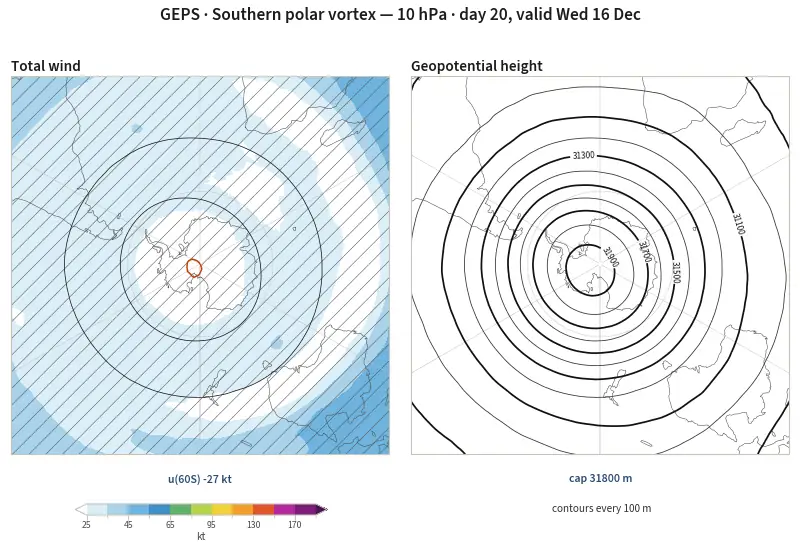 GEPS · Southern polar vortex — 10 hPa · day 20, valid Wed 16 Dec
Total wind
Geopotential height
31300
31100
31900
31700
31500
u(60S) -27 kt
cap 31800 m
contours every 100 m
25 45 65 95 130 170
kt